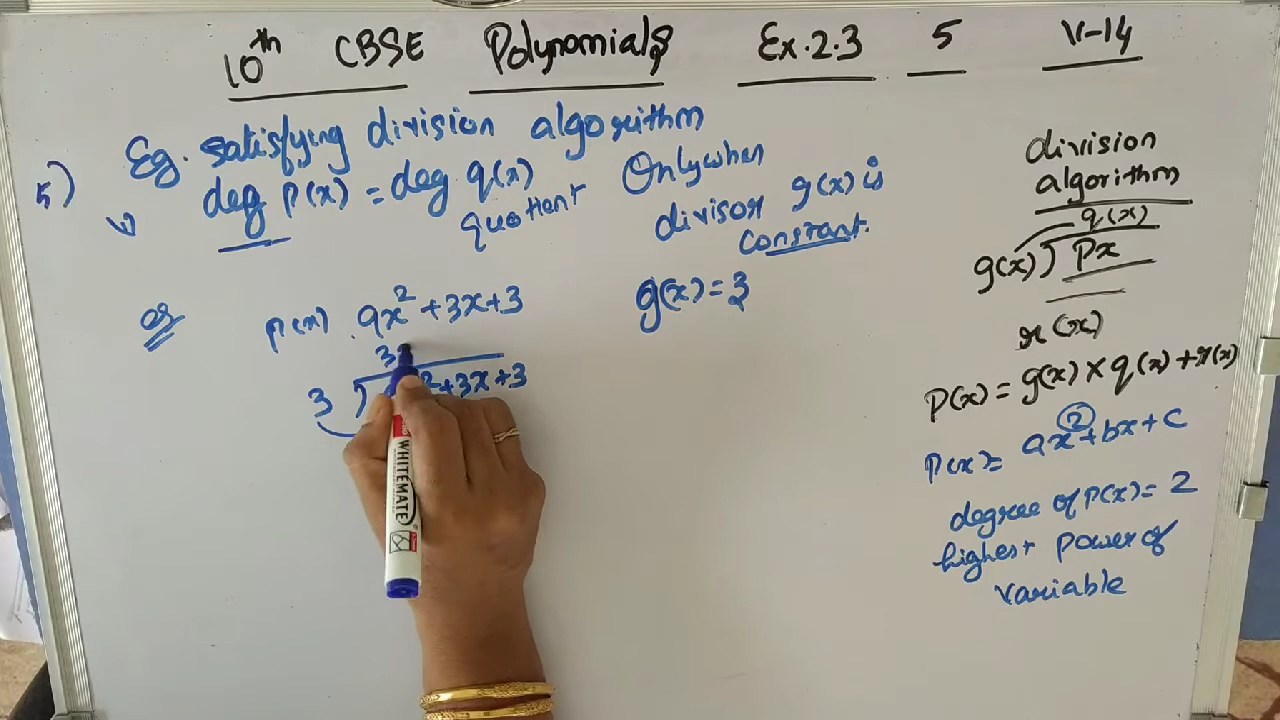 10th CBSE Polynomials Ex.2.3 5 V-14
5) Eg. satisfying division algorithm
i) deg p(x) = deg q(x)
quotient
Only when
divisor g(x) is
constant.
p(x) 9x² + 3x + 3
g(x) = 3
3
3 ) ²+3x+3
WHITEMATE
division
algorithm
q(x)
g(x) ) Px
r(x)
P(x) = g(x) × q(x) + r(x)
P(x) = ax²+bx+c
degree of P(x) = 2
highest power of
variable